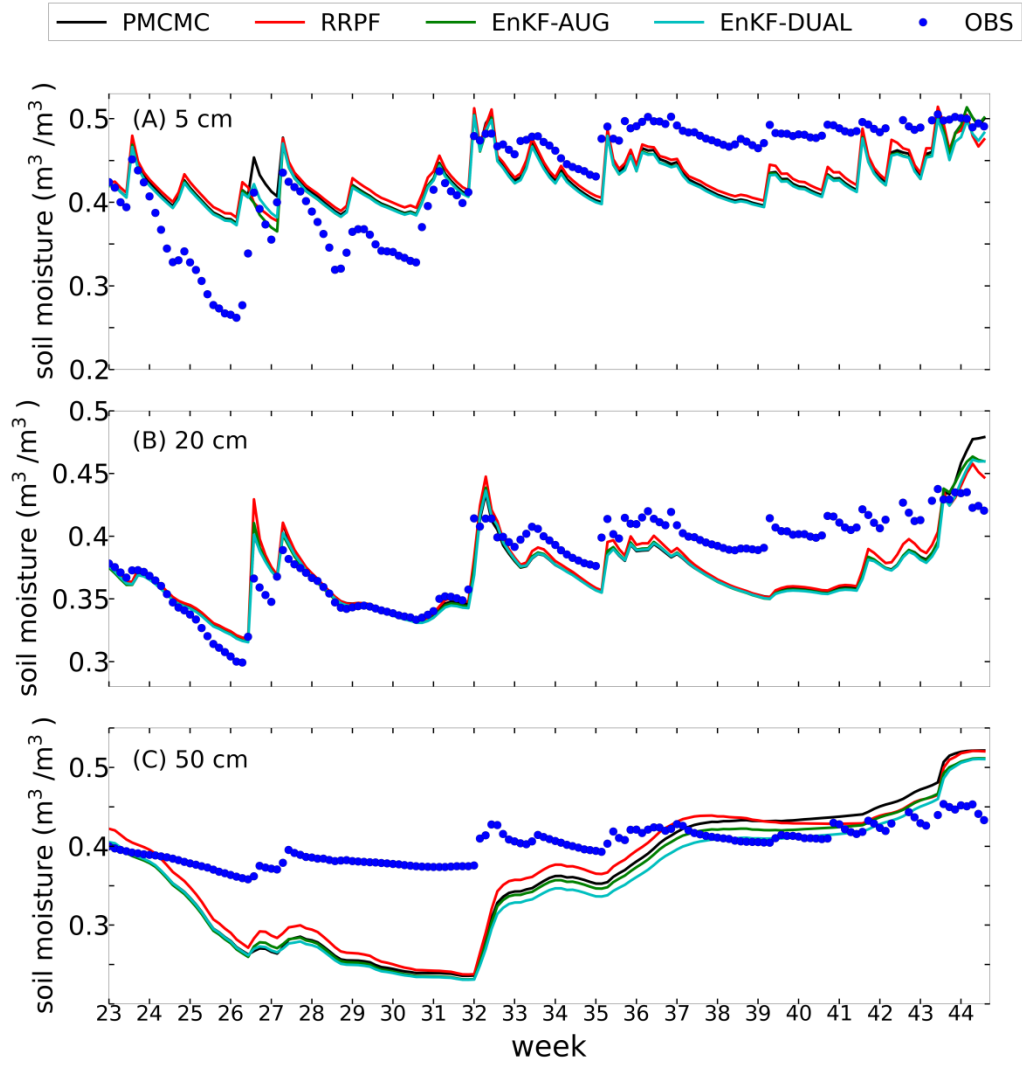 PMCMC RRPF EnKF-AUG EnKF-DUAL OBS
(A) 5 cm
soil moisture (m³ /m³ )
0.5
0.4
0.3
0.2
(B) 20 cm
soil moisture (m³ /m³ )
0.5
0.45
0.4
0.35
0.3
(C) 50 cm
soil moisture (m³ /m³ )
0.5
0.4
0.3
23 24 25 26 27 28 29 30 31 32 33 34 35 36 37 38 39 40 41 42 43 44
week